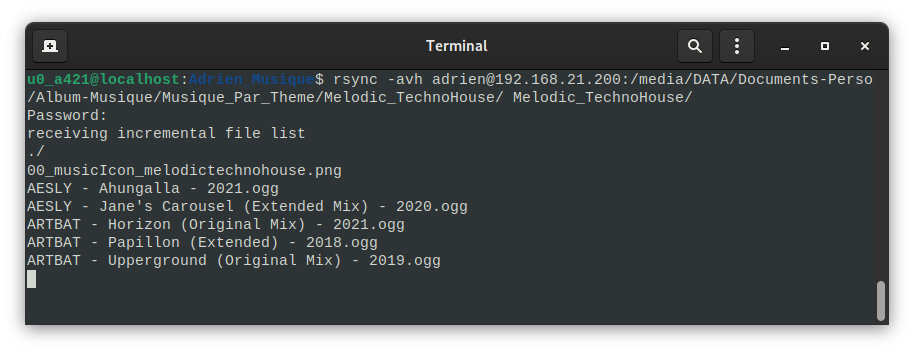 Terminal
u0_a421@localhost:Adrien_Musique$ rsync -avh adrien@192.168.21.200:/media/DATA/Documents-Perso
/Album-Musique/Musique_Par_Theme/Melodic_TechnoHouse/ Melodic_TechnoHouse/
Password:
receiving incremental file list
./
00_musicIcon_melodictechnohouse.png
AESLY - Ahungalla - 2021.ogg
AESLY - Jane's Carousel (Extended Mix) - 2020.ogg
ARTBAT - Horizon (Original Mix) - 2021.ogg
ARTBAT - Papillon (Extended) - 2018.ogg
ARTBAT - Upperground (Original Mix) - 2019.ogg